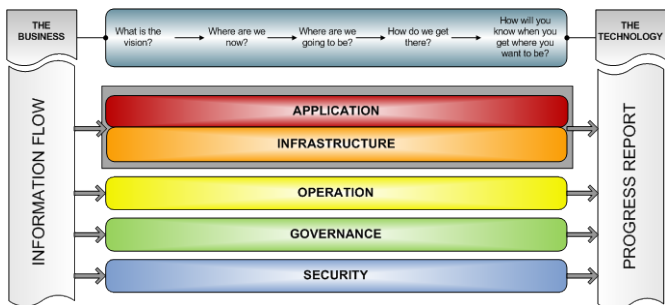 THE
BUSINESS
What is the
vision?
Where are we
now?
Where are we
going to be?
How do we get
there?
How will you
know when you
get where you
want to be?
THE
TECHNOLOGY
INFORMATION FLOW
APPLICATION
INFRASTRUCTURE
OPERATION
GOVERNANCE
SECURITY
PROGRESS REPORT